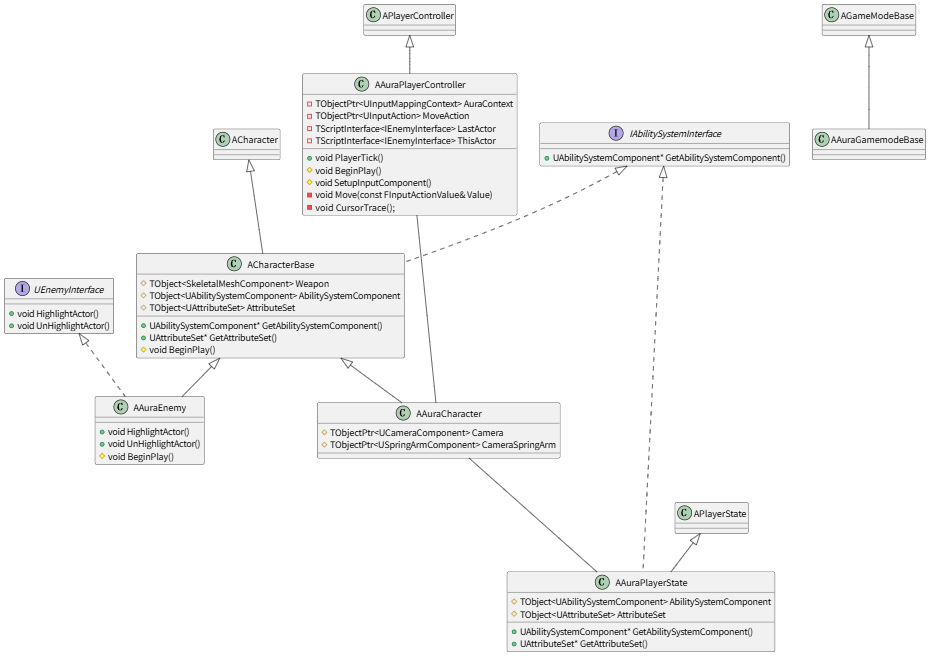 C APlayerController
C AGameModeBase
C AAuraPlayerController
TObjectPtr<UInputMappingContext> AuraContext
TObjectPtr<UInputAction> MoveAction
TScriptInterface<IEnemyInterface> LastActor
TScriptInterface<IEnemyInterface> ThisActor
void PlayerTick()
void BeginPlay()
void SetupInputComponent()
void Move(const FInputActionValue& Value)
void CursorTrace();
C ACharacter
I IAbilitySystemInterface
UAbilitySystemComponent* GetAbilitySystemComponent()
C AAuraGamemodeBase
C ACharacterBase
TObject<SkeletalMeshComponent> Weapon
TObject<UAbilitySystemComponent> AbilitySystemComponent
TObject<UAttributeSet> AttributeSet
UAbilitySystemComponent* GetAbilitySystemComponent()
UAttributeSet* GetAttributeSet()
void BeginPlay()
I UEnemyInterface
void HighlightActor()
void UnHighlightActor()
C AAuraEnemy
void HighlightActor()
void UnHighlightActor()
void BeginPlay()
C AAuraCharacter
TObjectPtr<UCameraComponent> Camera
TObjectPtr<USpringArmComponent> CameraSpringArm
C APlayerState
C AAuraPlayerState
TObject<UAbilitySystemComponent> AbilitySystemComponent
TObject<UAttributeSet> AttributeSet
UAbilitySystemComponent* GetAbilitySystemComponent()
UAttributeSet* GetAttributeSet()